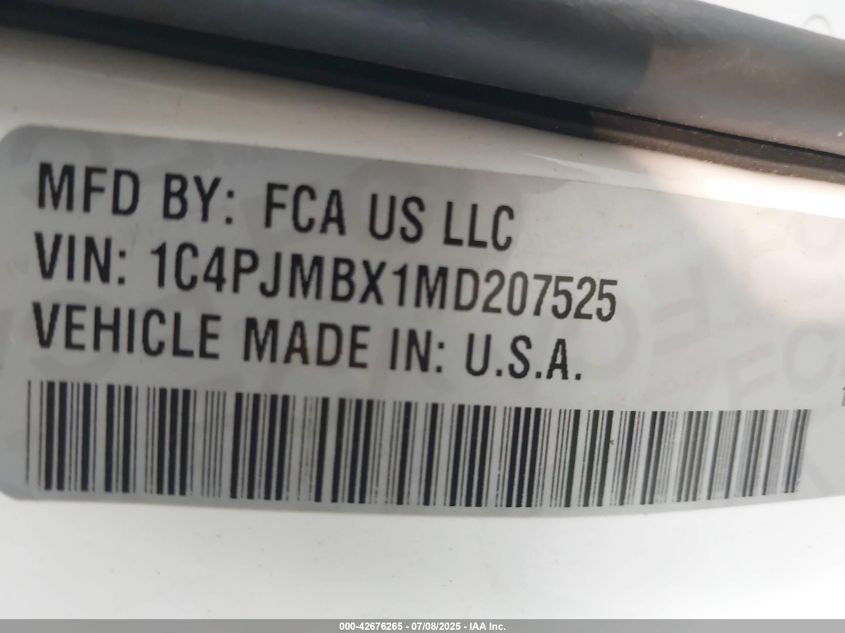 MFD BY: FCA US LLC
VIN: 1C4PJMBX1MD207525
VEHICLE MADE IN: U.S.A.
000-42676265 - 07/08/2025 - IAA Inc.